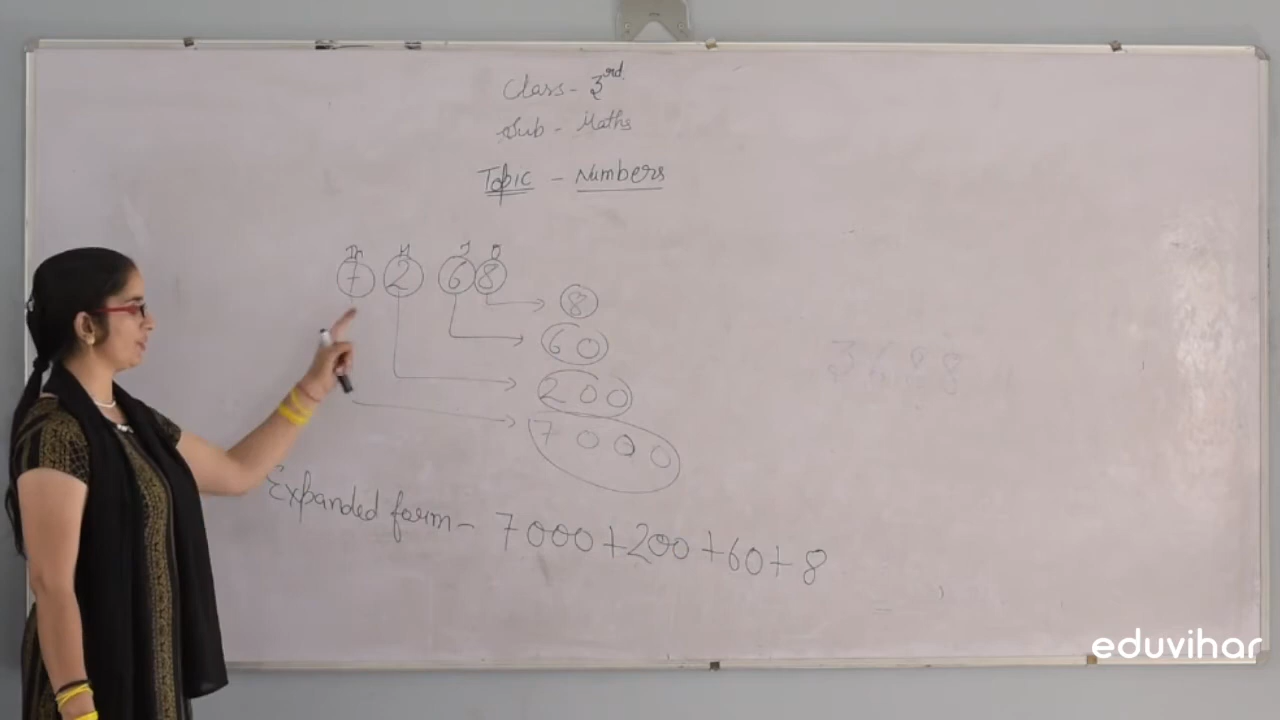 Class - 3rd.
Sub - Maths
Topic - Numbers
Th H T O
7 2 6 8
8
60
200
7000
Expanded form - 7000+200+60+8
eduvihar